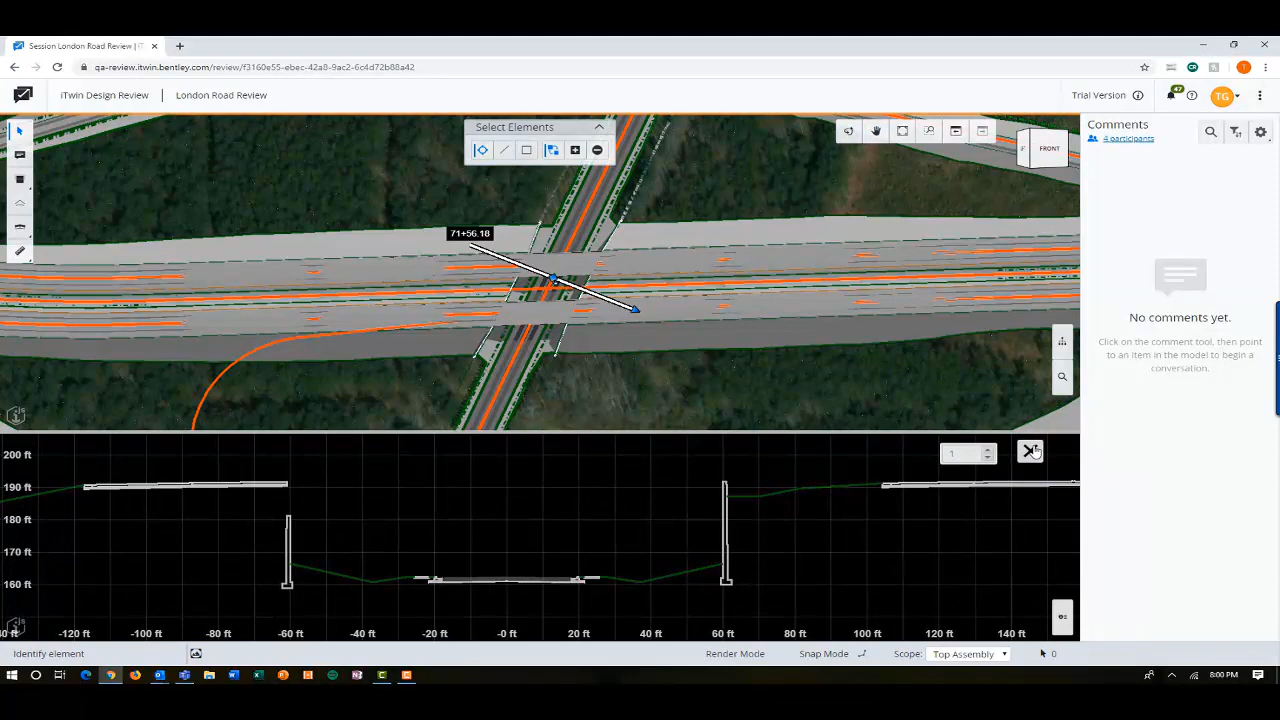 Session London Road Review | iT
qa-review.itwin.bentley.com/review/f3160e55-ebec-42a8-9ac2-6c4d72b88a42
iTwin Design Review
London Road Review
Trial Version
47
TG
Select Elements
Comments
4 participants
FRONT
71+56.18
No comments yet.
Click on the comment tool, then point
to an item in the model to begin a
conversation.
200 ft
190 ft
180 ft
170 ft
160 ft
1
-120 ft
-100 ft
-80 ft
-60 ft
-40 ft
-20 ft
-0 ft
20 ft
40 ft
60 ft
80 ft
100 ft
120 ft
140 ft
Identify element
Render Mode
Snap Mode
Scope:
Top Assembly
0
8:00 PM